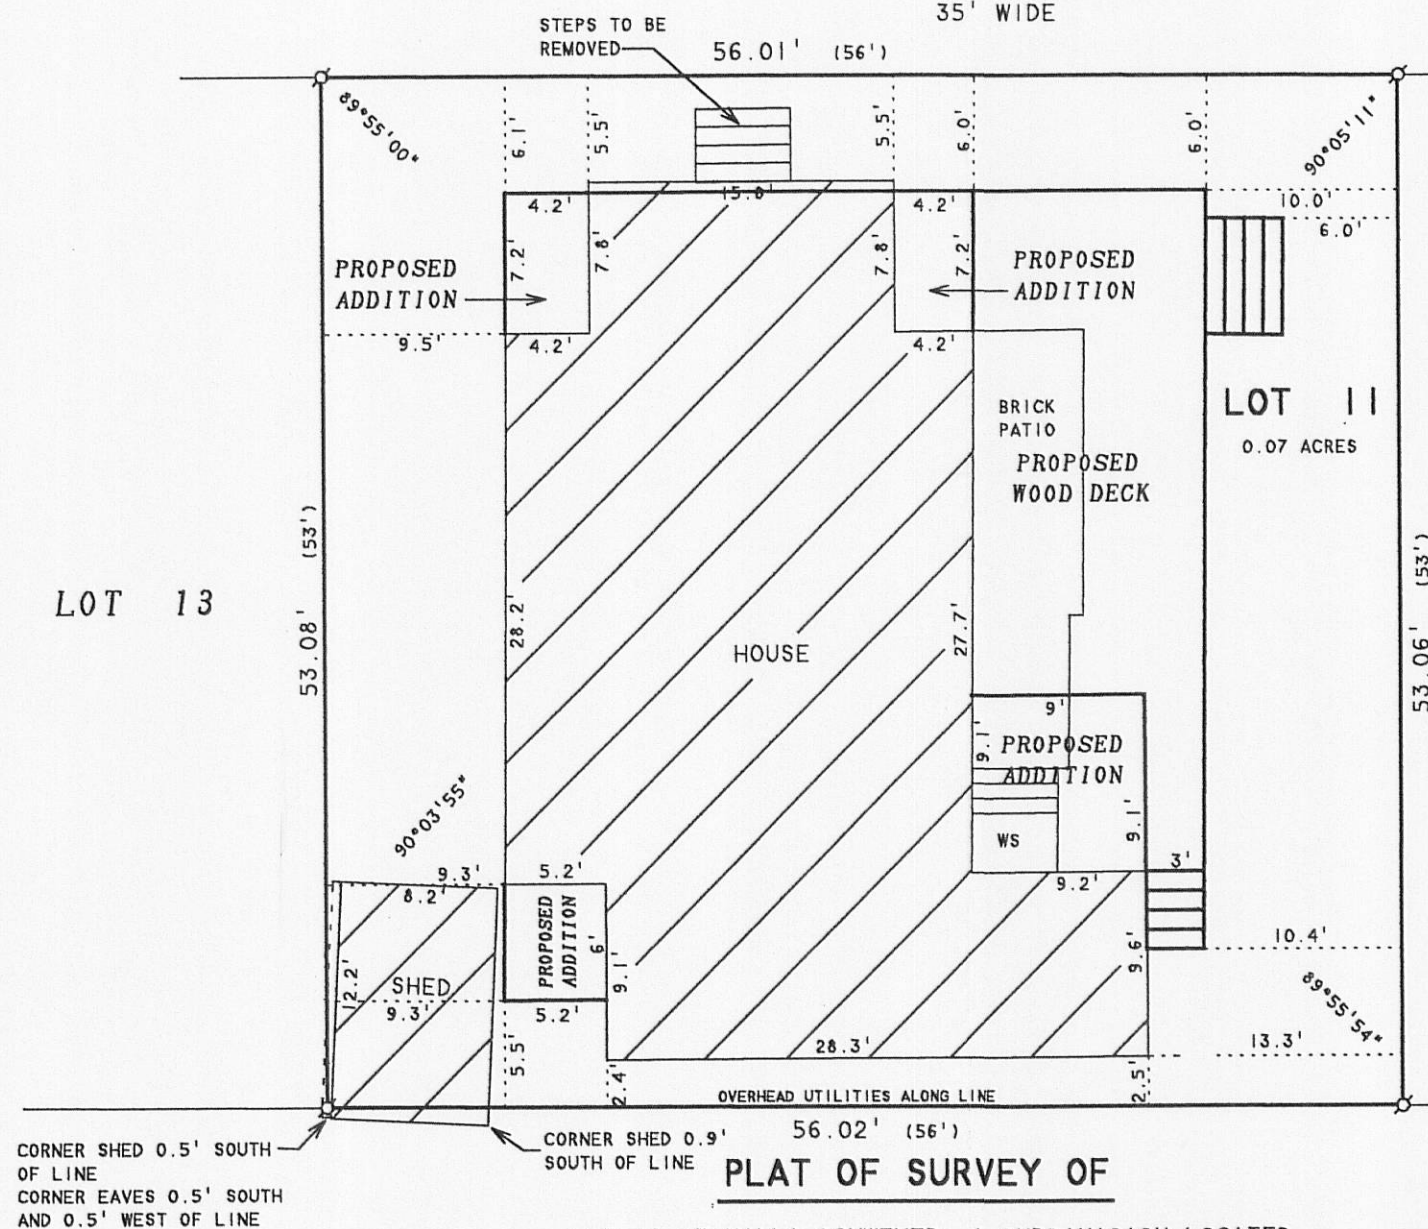 35' WIDE
STEPS TO BE
REMOVED
56.01' (56')
89°55'00"
6.1'
5.5'
5.5'
6.0'
6.0'
90°05'11"
4.2'
4.2'
10.0'
6.0'
7.2'
7.8'
7.8'
7.2'
PROPOSED
ADDITION
PROPOSED
ADDITION
9.5'
4.2'
4.2'
BRICK
PATIO
LOT 11
0.07 ACRES
PROPOSED
WOOD DECK
53.08' (53')
LOT 13
28.2'
27.7'
HOUSE
53.06' (53')
9'
9.1'
PROPOSED
ADDITION
9.1'
WS
90°03'55"
9.3'
8.2'
5.2'
9.2'
3'
PROPOSED
ADDITION
6'
9.1'
9.6'
10.4'
12.2'
SHED
9.3'
5.2'
89°55'54"
5.5'
28.3'
13.3'
2.4'
2.5'
OVERHEAD UTILITIES ALONG LINE
56.02' (56')
CORNER SHED 0.5' SOUTH
OF LINE
CORNER EAVES 0.5' SOUTH
AND 0.5' WEST OF LINE
CORNER SHED 0.9'
SOUTH OF LINE
PLAT OF SURVEY OF